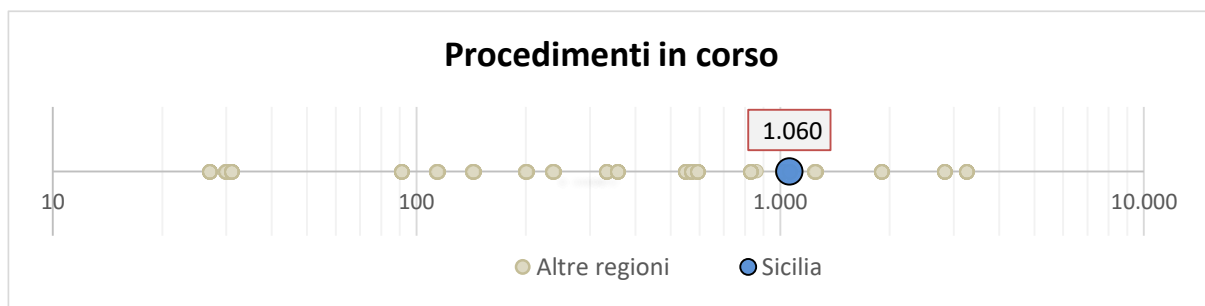 Procedimenti in corso
1.060
10 100 1.000 10.000
Altre regioni Sicilia